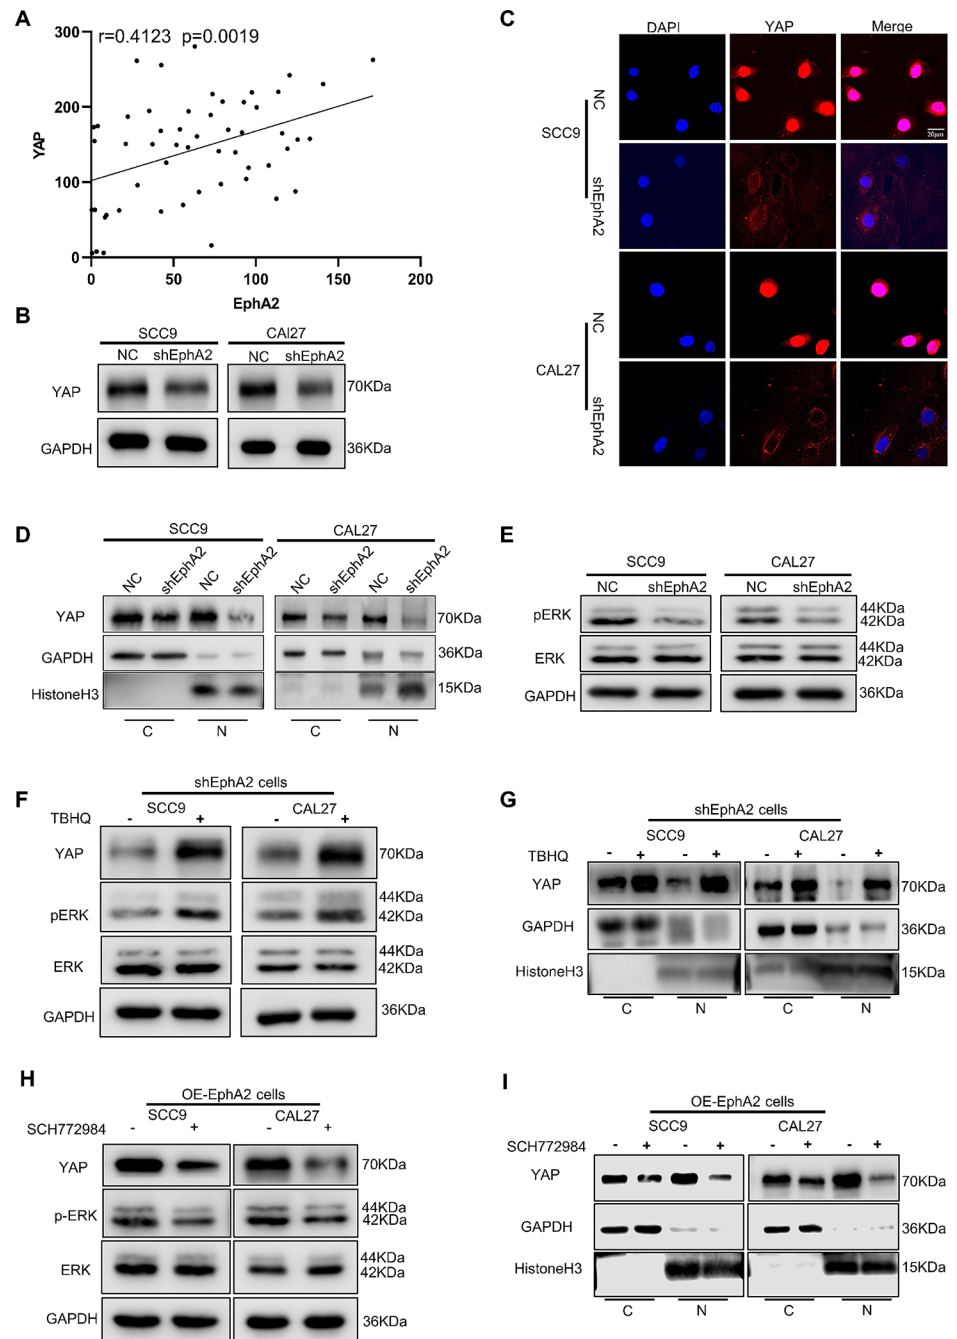 A
r=0.4123 p=0.0019
YAP
300
200
100
0
0 50 100 150 200
EphA2
B
SCC9 CAl27
NC shEphA2 NC shEphA2
YAP 70KDa
GAPDH 36KDa
C
DAPI YAP Merge
SCC9
NC
20μm
shEphA2
CAL27
NC
shEphA2
D
SCC9 CAL27
NC shEphA2 NC shEphA2 NC shEphA2 NC shEphA2
YAP 70KDa
GAPDH 36KDa
HistoneH3 15KDa
C N C N
E
SCC9 CAL27
NC shEphA2 NC shEphA2
pERK 44KDa
42KDa
ERK 44KDa
42KDa
GAPDH 36KDa
F
shEphA2 cells
SCC9 CAL27
TBHQ - + - +
YAP 70KDa
pERK 44KDa
42KDa
ERK 44KDa
42KDa
GAPDH 36KDa
G
shEphA2 cells
SCC9 CAL27
TBHQ - + - + - + - +
YAP 70KDa
GAPDH 36KDa
HistoneH3 15KDa
C N C N
H
OE-EphA2 cells
SCC9 CAL27
SCH772984 - + - +
YAP 70KDa
p-ERK 44KDa
42KDa
ERK 44KDa
42KDa
GAPDH 36KDa
I
OE-EphA2 cells
SCC9 CAL27
SCH772984 - + - + - + - +
YAP 70KDa
GAPDH 36KDa
HistoneH3 15KDa
C N C N